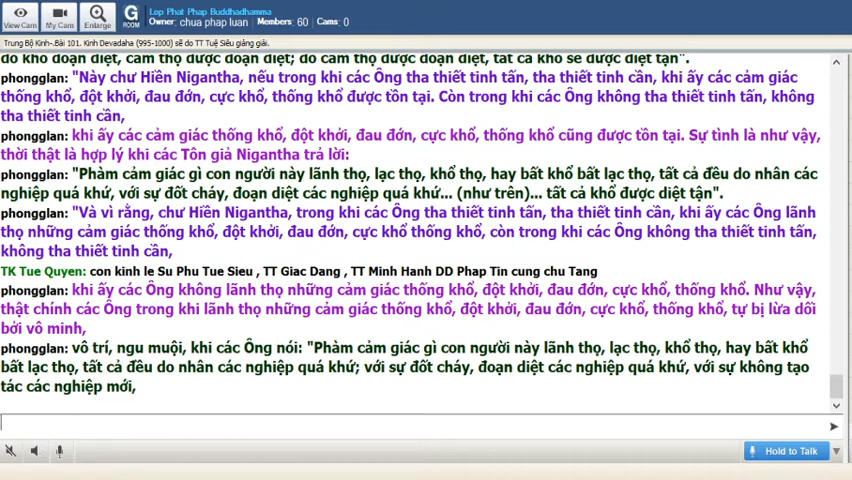 View Cam
My Cam
Enlarge
G
ROOM
Lop Phat Phap Buddhadhamma
Owner: chua phap luan Members: 60 Cams: 0
Trung Bộ Kinh-.Bài 101. Kinh Devadaha (995-1000) sẽ do TT Tuệ Siêu giảng giải.
do khổ đoạn diệt, cảm thọ được đoạn diệt; do cảm thọ được đoạn diệt, tất cả khổ sẽ được diệt tận".
phongglan: "Này chư Hiền Nigantha, nếu trong khi các Ông tha thiết tinh tấn, tha thiết tinh cần, khi ấy các cảm giác
thống khổ, đột khởi, đau đớn, cực khổ, thống khổ được tồn tại. Còn trong khi các Ông không tha thiết tinh tấn, không
tha thiết tinh cần,
phongglan: khi ấy các cảm giác thống khổ, đột khởi, đau đớn, cực khổ, thống khổ cũng được tồn tại. Sự tình là như vậy,
thời thật là hợp lý khi các Tôn giả Nigantha trả lời:
phongglan: "Phàm cảm giác gì con người này lãnh thọ, lạc thọ, khổ thọ, hay bất khổ bất lạc thọ, tất cả đều do nhân các
nghiệp quá khứ, với sự đốt cháy, đoạn diệt các nghiệp quá khứ... (như trên)... tất cả khổ được diệt tận".
phongglan: "Và vì rằng, chư Hiền Nigantha, trong khi các Ông tha thiết tinh tấn, tha thiết tinh cần, khi ấy các Ông lãnh
thọ những cảm giác thống khổ, đột khởi, đau đớn, cực khổ thống khổ, còn trong khi các Ông không tha thiết tinh tấn,
không tha thiết tinh cần,
TK Tue Quyen: con kinh le Su Phu Tue Sieu , TT Giac Dang , TT Minh Hanh DD Phap Tin cung chu Tang
phongglan: khi ấy các Ông không lãnh thọ những cảm giác thống khổ, đột khởi, đau đớn, cực khổ, thống khổ. Như vậy,
thật chính các Ông trong khi lãnh thọ những cảm giác thống khổ, đột khởi, đau đớn, cực khổ, thống khổ, tự bị lừa dối
bởi vô minh,
phongglan: vô trí, ngu muội, khi các Ông nói: "Phàm cảm giác gì con người này lãnh thọ, lạc thọ, khổ thọ, hay bất khổ
bất lạc thọ, tất cả đều do nhân các nghiệp quá khứ; với sự đốt cháy, đoạn diệt các nghiệp quá khứ, với sự không tạo
tác các nghiệp mới,
Hold to Talk